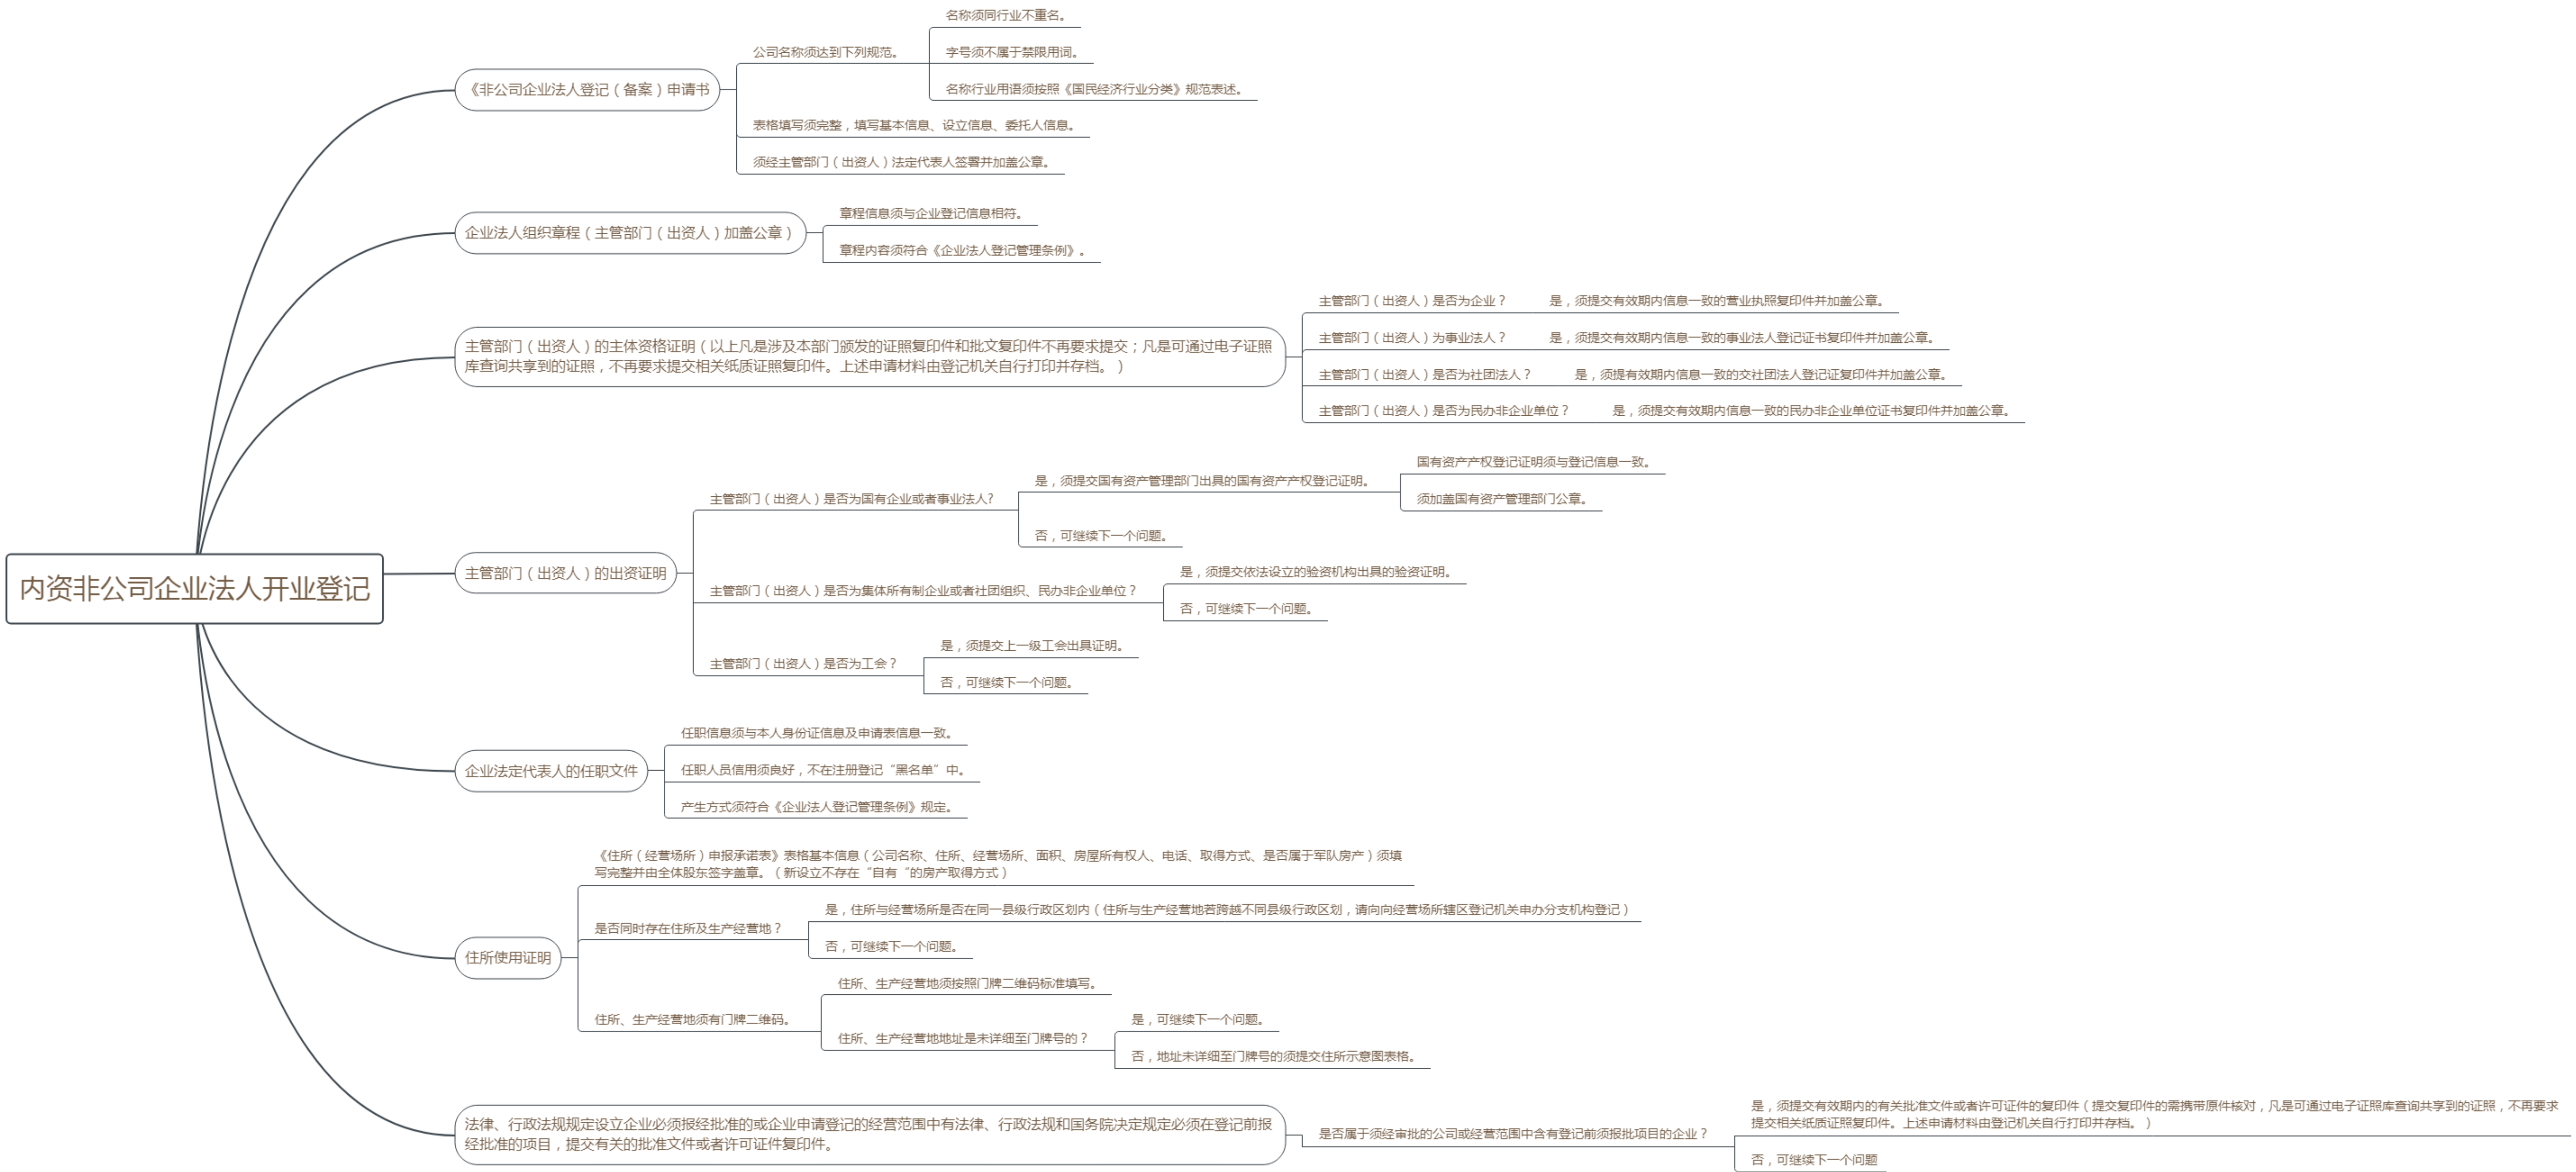 内资非公司企业法人开业登记
《非公司企业法人登记（备案）申请书
公司名称须达到下列规范。
名称须同行业不重名。
字号须不属于禁限用词。
名称行业用语须按照《国民经济行业分类》规范表述。
表格填写须完整，填写基本信息、设立信息、委托人信息。
须经主管部门（出资人）法定代表人签署并加盖公章。
企业法人组织章程（主管部门（出资人）加盖公章）
章程信息须与企业登记信息相符。
章程内容须符合《企业法人登记管理条例》。
主管部门（出资人）的主体资格证明（以上凡是涉及本部门颁发的证照复印件和批文复印件不再要求提交；凡是可通过电子证照
库查询共享到的证照，不再要求提交相关纸质证照复印件。上述申请材料由登记机关自行打印并存档。）
主管部门（出资人）是否为企业？
是，须提交有效期内信息一致的营业执照复印件并加盖公章。
主管部门（出资人）为事业法人？
是，须提交有效期内信息一致的事业法人登记证书复印件并加盖公章。
主管部门（出资人）是否为社团法人？
是，须提有效期内信息一致的交社团法人登记证复印件并加盖公章。
主管部门（出资人）是否为民办非企业单位？
是，须提交有效期内信息一致的民办非企业单位证书复印件并加盖公章。
主管部门（出资人）的出资证明
主管部门（出资人）是否为国有企业或者事业法人?
是，须提交国有资产管理部门出具的国有资产产权登记证明。
国有资产产权登记证明须与登记信息一致。
须加盖国有资产管理部门公章。
否，可继续下一个问题。
主管部门（出资人）是否为集体所有制企业或者社团组织、民办非企业单位？
是，须提交依法设立的验资机构出具的验资证明。
否，可继续下一个问题。
主管部门（出资人）是否为工会？
是，须提交上一级工会出具证明。
否，可继续下一个问题。
企业法定代表人的任职文件
任职信息须与本人身份证信息及申请表信息一致。
任职人员信用须良好，不在注册登记“黑名单”中。
产生方式须符合《企业法人登记管理条例》规定。
住所使用证明
《住所（经营场所）申报承诺表》表格基本信息（公司名称、住所、经营场所、面积、房屋所有权人、电话、取得方式、是否属于军队房产）须填
写完整并由全体股东签字盖章。（新设立不存在“自有“的房产取得方式）
是否同时存在住所及生产经营地？
是，住所与经营场所是否在同一县级行政区划内（住所与生产经营地若跨越不同县级行政区划，请向向经营场所辖区登记机关申办分支机构登记）
否，可继续下一个问题。
住所、生产经营地须有门牌二维码。
住所、生产经营地须按照门牌二维码标准填写。
住所、生产经营地地址是未详细至门牌号的？
是，可继续下一个问题。
否，地址未详细至门牌号的须提交住所示意图表格。
法律、行政法规规定设立企业必须报经批准的或企业申请登记的经营范围中有法律、行政法规和国务院决定规定必须在登记前报
经批准的项目，提交有关的批准文件或者许可证件复印件。
是否属于须经审批的公司或经营范围中含有登记前须报批项目的企业？
是，须提交有效期内的有关批准文件或者许可证件的复印件（提交复印件的需携带原件核对，凡是可通过电子证照库查询共享到的证照，不再要求
提交相关纸质证照复印件。上述申请材料由登记机关自行打印并存档。）
否，可继续下一个问题